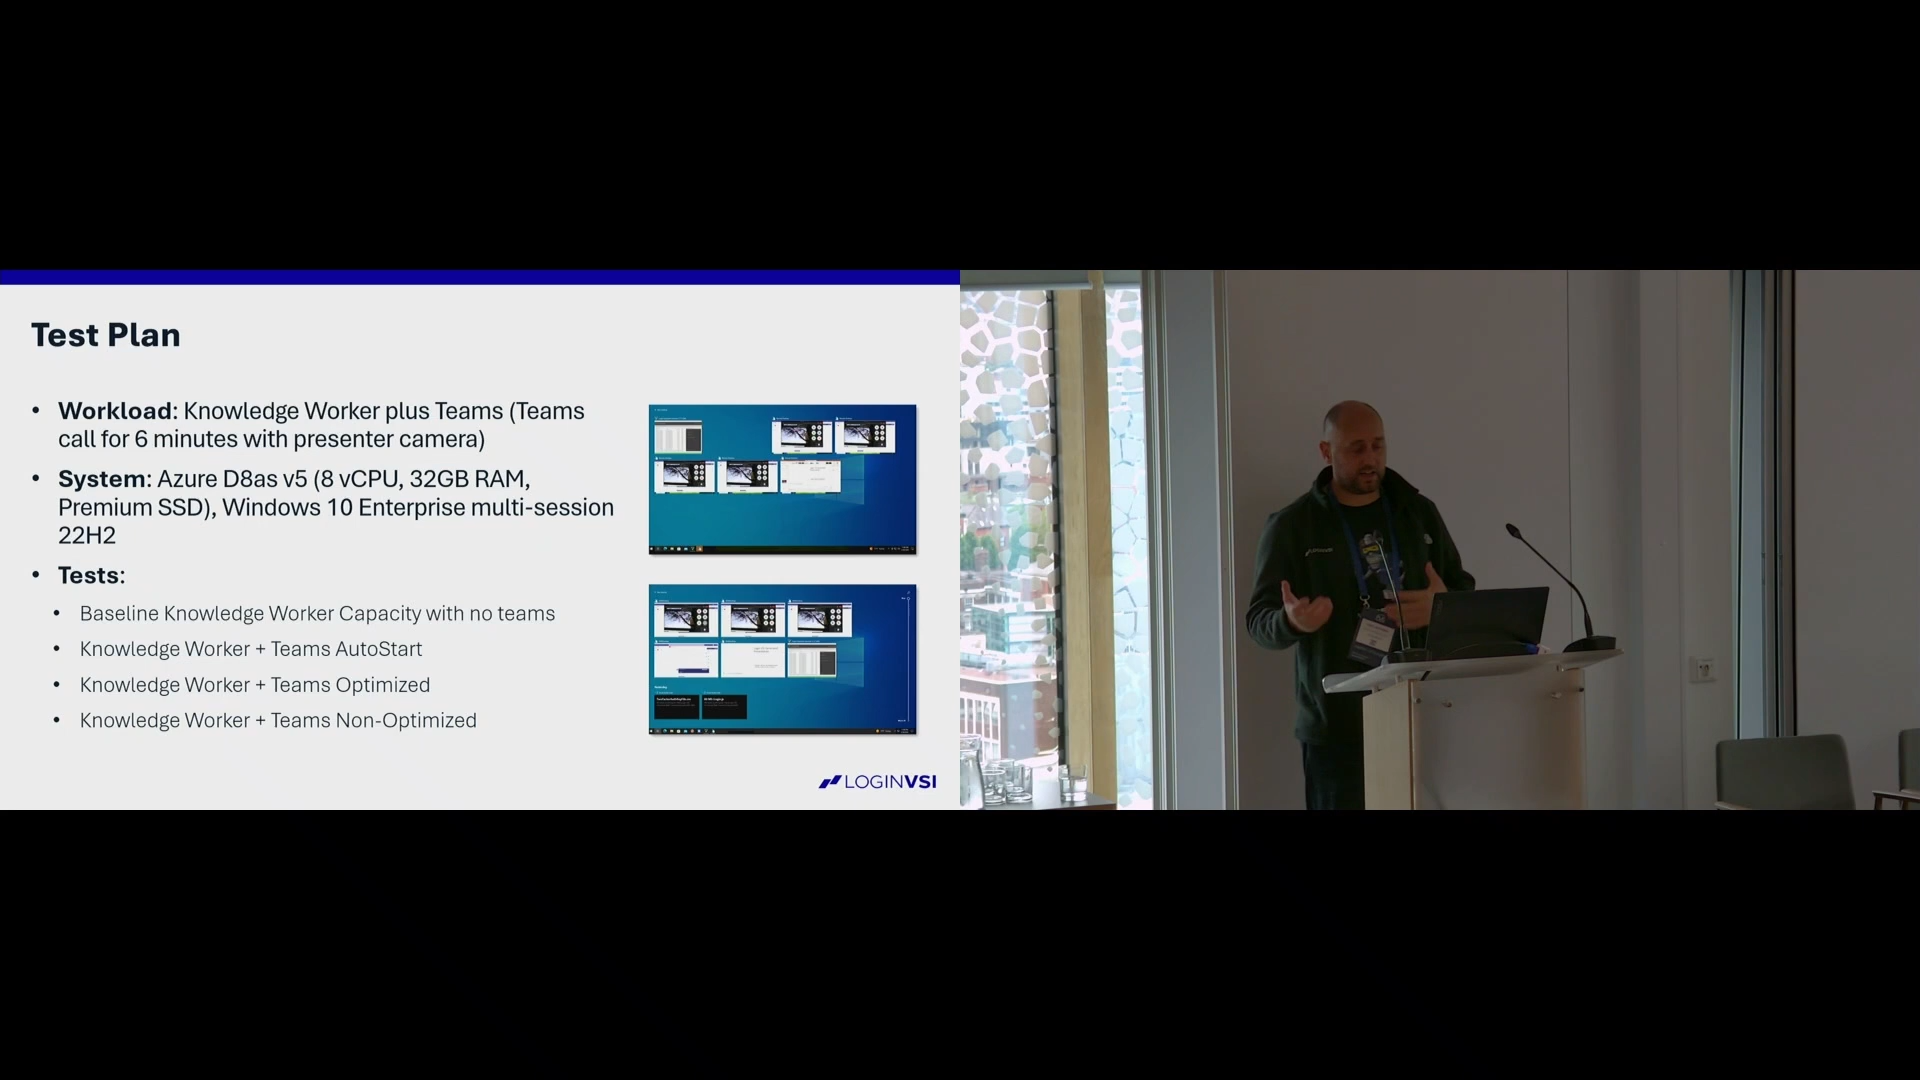 Test Plan
• Workload: Knowledge Worker plus Teams (Teams
call for 6 minutes with presenter camera)
• System: Azure D8as v5 (8 vCPU, 32GB RAM,
Premium SSD), Windows 10 Enterprise multi-session
22H2
• Tests:
• Baseline Knowledge Worker Capacity with no teams
• Knowledge Worker + Teams AutoStart
• Knowledge Worker + Teams Optimized
• Knowledge Worker + Teams Non-Optimized
LOGINVSI